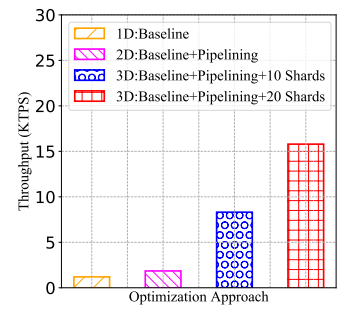 30
25
20
15
10
5
0
Throughput (KTPS)
1D:Baseline
2D:Baseline+Pipelining
3D:Baseline+Pipelining+10 Shards
3D:Baseline+Pipelining+20 Shards
Optimization Approach